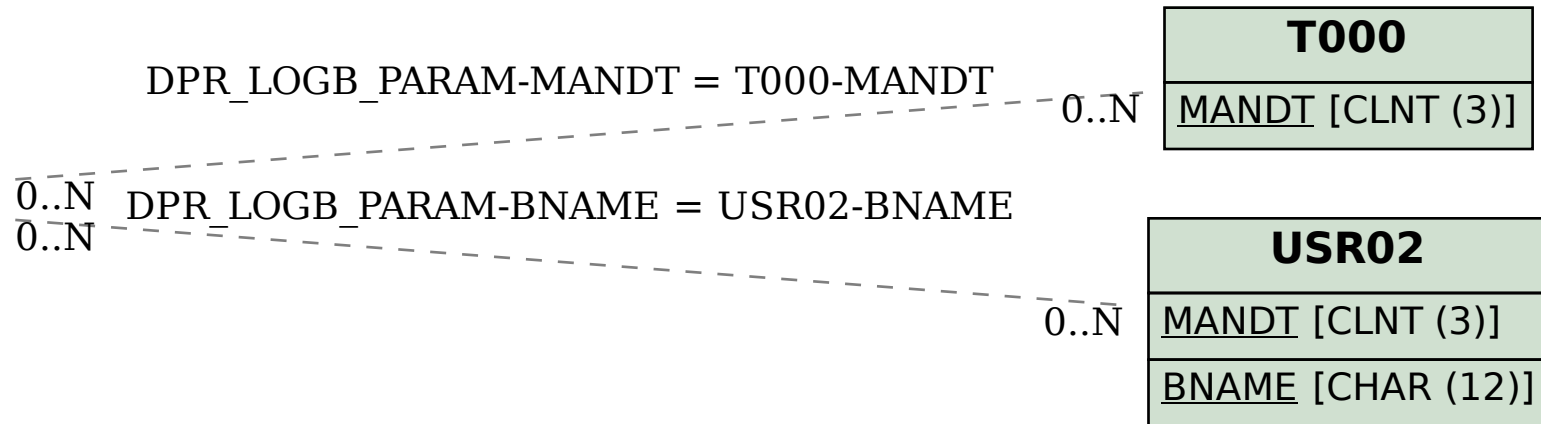 T000
DPR_LOGB_PARAM-MANDT = T000-MANDT
0..N
MANDT [CLNT (3)]
0..N
DPR_LOGB_PARAM-BNAME = USR02-BNAME
0..N
USR02
0..N
MANDT [CLNT (3)]
BNAME [CHAR (12)]